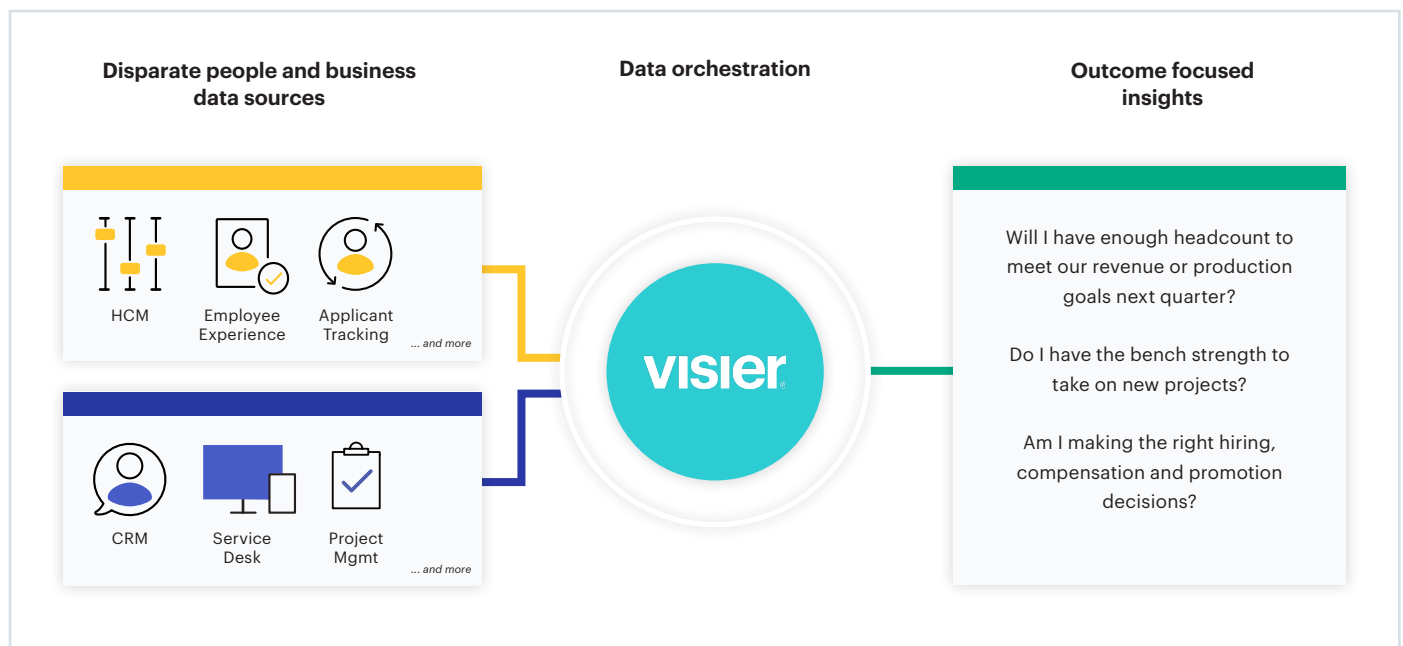 Disparate people and business
data sources
Data orchestration
Outcome focused
insights
HCM
Employee
Experience
Applicant
Tracking
... and more
CRM
Service
Desk
Project
Mgmt
... and more
visier®
Will I have enough headcount to
meet our revenue or production
goals next quarter?
Do I have the bench strength to
take on new projects?
Am I making the right hiring,
compensation and promotion
decisions?